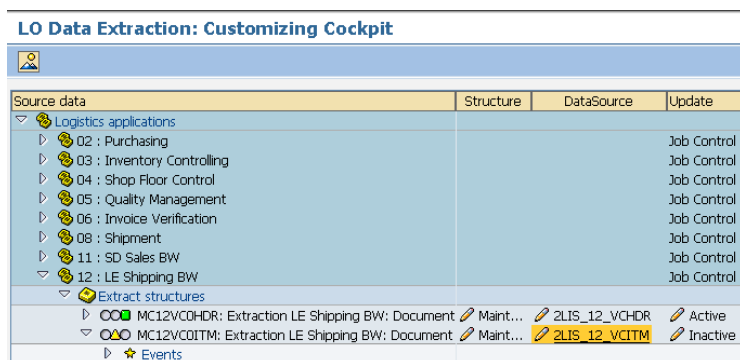 LO Data Extraction: Customizing Cockpit
Source data Structure DataSource Update
Logistics applications
02 : Purchasing Job Control
03 : Inventory Controlling Job Control
04 : Shop Floor Control Job Control
05 : Quality Management Job Control
06 : Invoice Verification Job Control
08 : Shipment Job Control
11 : SD Sales BW Job Control
12 : LE Shipping BW Job Control
Extract structures
MC12VC0HDR: Extraction LE Shipping BW: Document Maint... 2LIS_12_VCHDR Active
MC12VC0ITM: Extraction LE Shipping BW: Document Maint... 2LIS_12_VCITM Inactive
Events